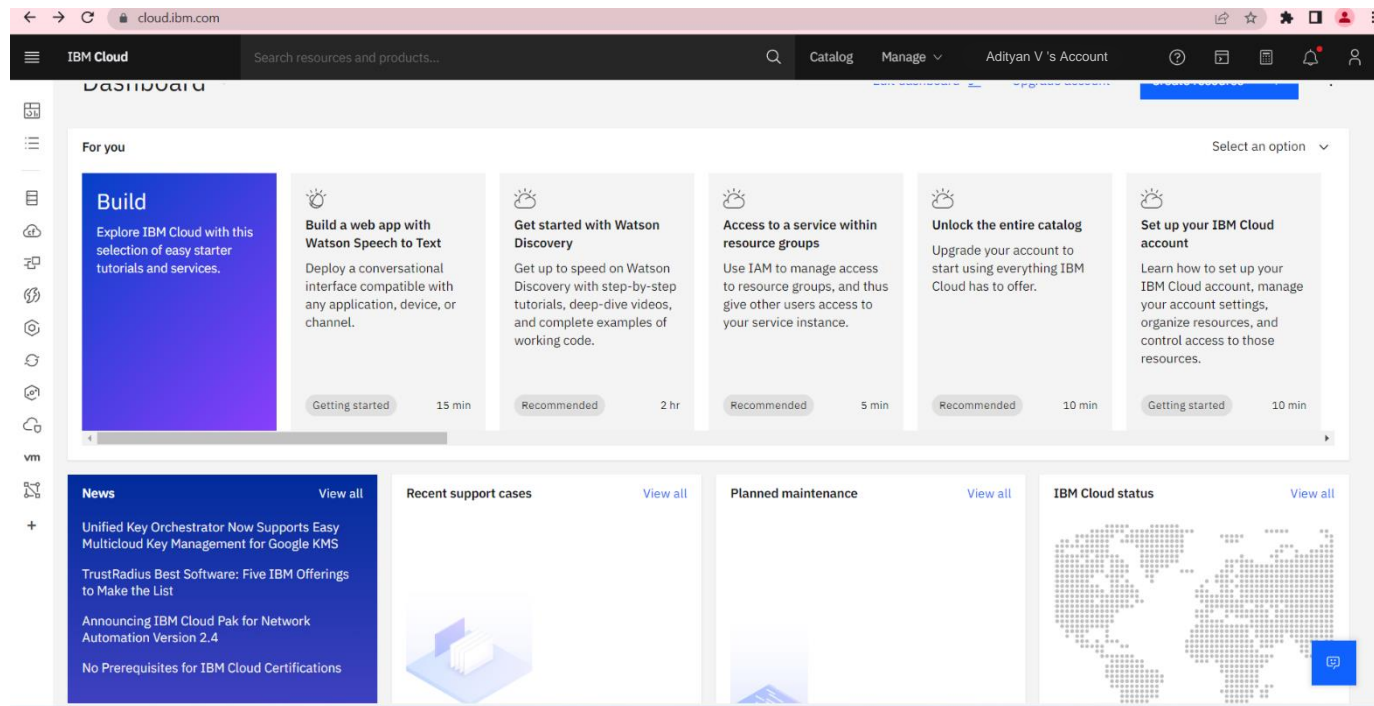 cloud.ibm.com
IBM Cloud
Search resources and products...
Catalog
Manage
Adityan V 's Account
Dashboard
Edit dashboard
Upgrade account
Create resource
For you
Select an option
Build
Explore IBM Cloud with this
selection of easy starter
tutorials and services.
Build a web app with
Watson Speech to Text
Deploy a conversational
interface compatible with
any application, device, or
channel.
Getting started
15 min
Get started with Watson
Discovery
Get up to speed on Watson
Discovery with step-by-step
tutorials, deep-dive videos,
and complete examples of
working code.
Recommended
2 hr
Access to a service within
resource groups
Use IAM to manage access
to resource groups, and thus
give other users access to
your service instance.
Recommended
5 min
Unlock the entire catalog
Upgrade your account to
start using everything IBM
Cloud has to offer.
Recommended
10 min
Set up your IBM Cloud
account
Learn how to set up your
IBM Cloud account, manage
your account settings,
organize resources, and
control access to those
resources.
Getting started
10 min
vm
News
View all
Unified Key Orchestrator Now Supports Easy
Multicloud Key Management for Google KMS
TrustRadius Best Software: Five IBM Offerings
to Make the List
Announcing IBM Cloud Pak for Network
Automation Version 2.4
No Prerequisites for IBM Cloud Certifications
Recent support cases
View all
Planned maintenance
View all
IBM Cloud status
View all